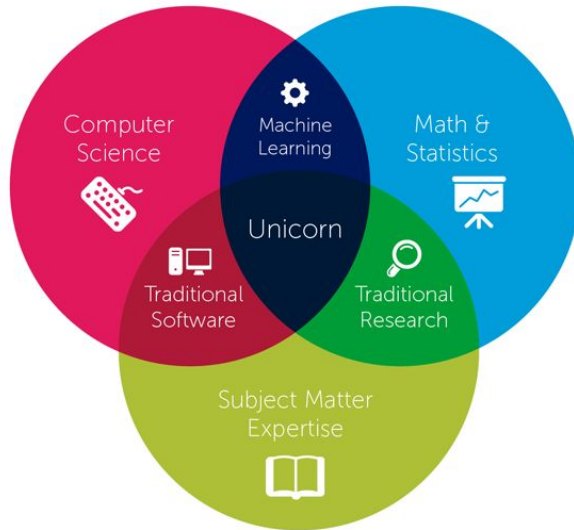 Computer
Science
Machine
Learning
Math &
Statistics
Unicorn
Traditional
Software
Traditional
Research
Subject Matter
Expertise